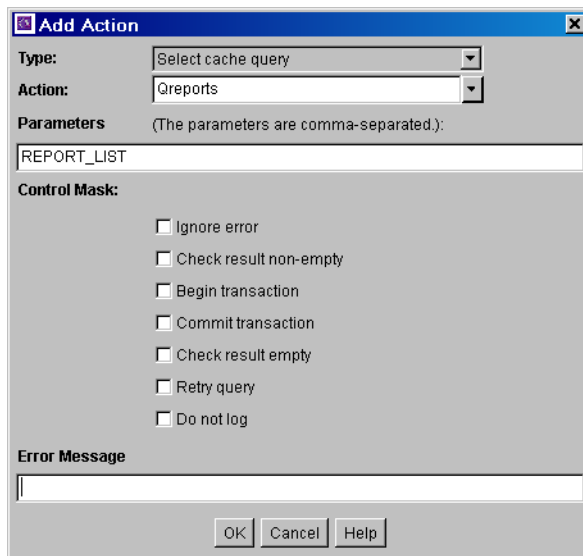 Add Action
Type: Select cache query
Action: Qreports
Parameters (The parameters are comma-separated.):
REPORT_LIST
Control Mask:
Ignore error
Check result non-empty
Begin transaction
Commit transaction
Check result empty
Retry query
Do not log
Error Message
OK Cancel Help